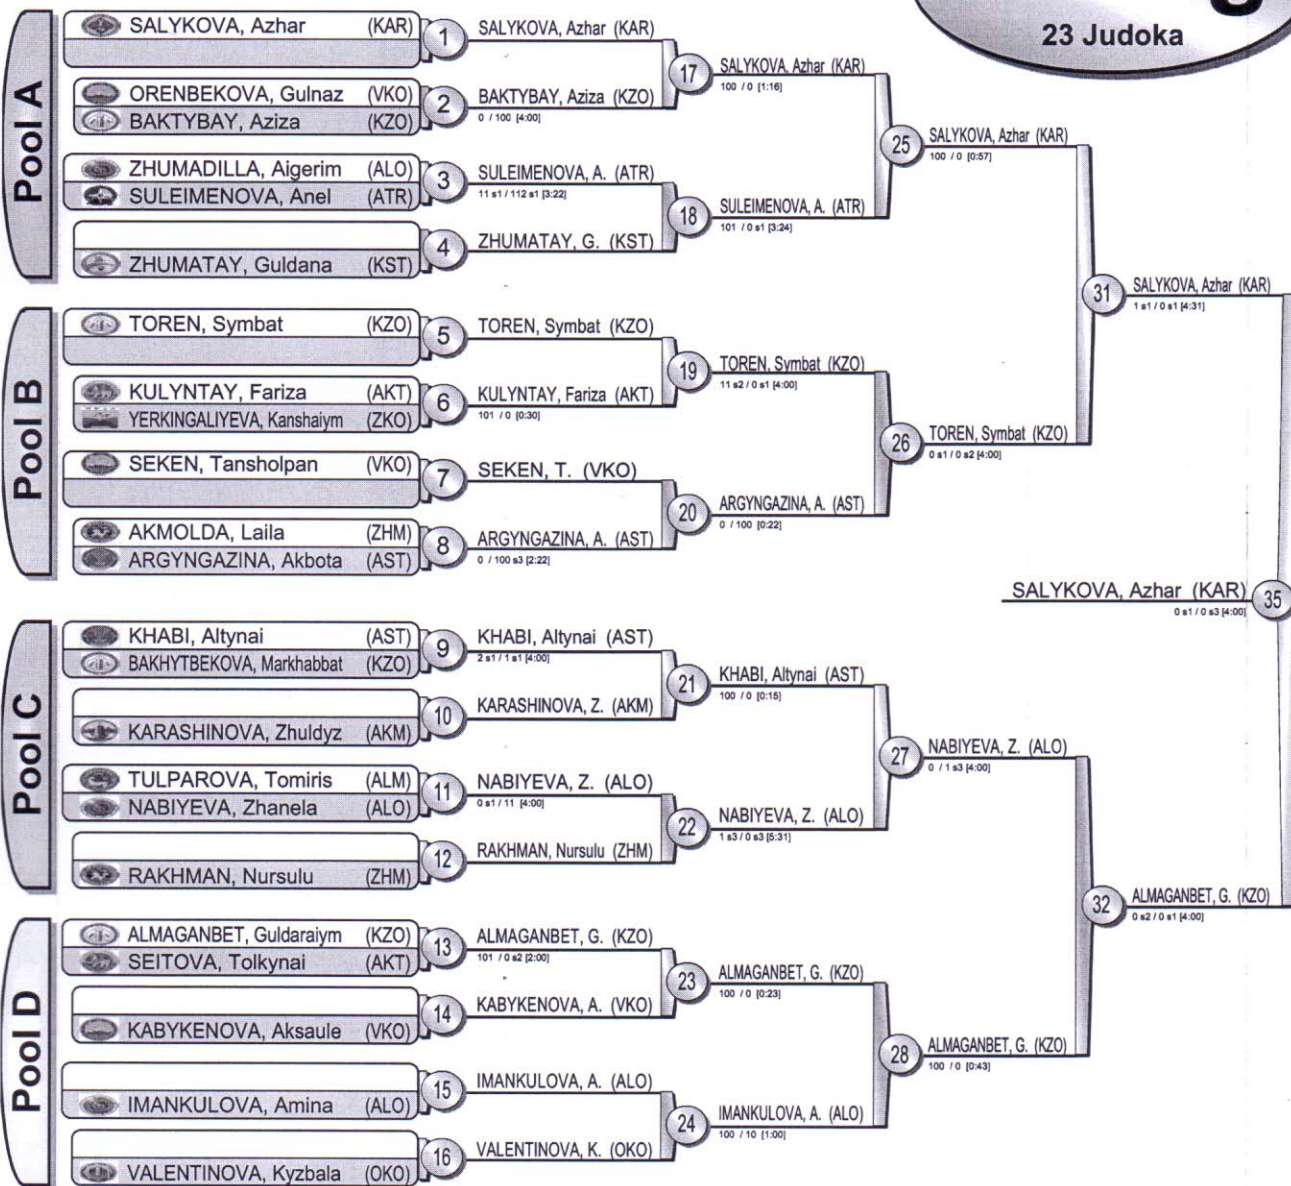 23 Judoka
Pool A
SALYKOVA, Azhar (KAR)
1
ORENBEKOVA, Gulnaz (VKO)
BAKTYBAY, Aziza (KZO)
2
ZHUMADILLA, Aigerim (ALO)
SULEIMENOVA, Anel (ATR)
3
ZHUMATAY, Guldana (KST)
4
SALYKOVA, Azhar (KAR)
BAKTYBAY, Aziza (KZO)
0 / 100 [4:00]
SULEIMENOVA, A. (ATR)
11 s1 / 112 s1 [3:22]
ZHUMATAY, G. (KST)
17
SALYKOVA, Azhar (KAR)
100 / 0 [1:16]
18
SULEIMENOVA, A. (ATR)
101 / 0 s1 [3:24]
25
SALYKOVA, Azhar (KAR)
100 / 0 [0:57]
Pool B
TOREN, Symbat (KZO)
5
KULYNTAY, Fariza (AKT)
YERKINGALIYEVA, Kanshaiym (ZKO)
6
SEKEN, Tansholpan (VKO)
7
AKMOLDA, Laila (ZHM)
ARGYNGAZINA, Akbota (AST)
8
TOREN, Symbat (KZO)
KULYNTAY, Fariza (AKT)
101 / 0 [0:30]
SEKEN, T. (VKO)
ARGYNGAZINA, A. (AST)
0 / 100 s3 [2:22]
19
TOREN, Symbat (KZO)
11 s2 / 0 s1 [4:00]
20
ARGYNGAZINA, A. (AST)
0 / 100 [0:22]
26
TOREN, Symbat (KZO)
0 s1 / 0 s2 [4:00]
31
SALYKOVA, Azhar (KAR)
1 s1 / 0 s1 [4:31]
SALYKOVA, Azhar (KAR)
0 s1 / 0 s3 [4:00]
35
Pool C
KHABI, Altynai (AST)
BAKHYTBEKOVA, Markhabbat (KZO)
9
KARASHINOVA, Zhuldyz (AKM)
10
TULPAROVA, Tomiris (ALM)
NABIYEVA, Zhanela (ALO)
11
RAKHMAN, Nursulu (ZHM)
12
KHABI, Altynai (AST)
2 s1 / 1 s1 [4:00]
KARASHINOVA, Z. (AKM)
NABIYEVA, Z. (ALO)
0 s1 / 11 [4:00]
RAKHMAN, Nursulu (ZHM)
21
KHABI, Altynai (AST)
100 / 0 [0:15]
22
NABIYEVA, Z. (ALO)
1 s3 / 0 s3 [5:31]
27
NABIYEVA, Z. (ALO)
0 / 1 s3 [4:00]
Pool D
ALMAGANBET, Guldaraiym (KZO)
SEITOVA, Tolkynai (AKT)
13
KABYKENOVA, Aksaule (VKO)
14
IMANKULOVA, Amina (ALO)
15
VALENTINOVA, Kyzbala (OKO)
16
ALMAGANBET, G. (KZO)
101 / 0 s2 [2:00]
KABYKENOVA, A. (VKO)
IMANKULOVA, A. (ALO)
VALENTINOVA, K. (OKO)
23
ALMAGANBET, G. (KZO)
100 / 0 [0:23]
24
IMANKULOVA, A. (ALO)
100 / 10 [1:00]
28
ALMAGANBET, G. (KZO)
100 / 0 [0:43]
32
ALMAGANBET, G. (KZO)
0 s2 / 0 s1 [4:00]